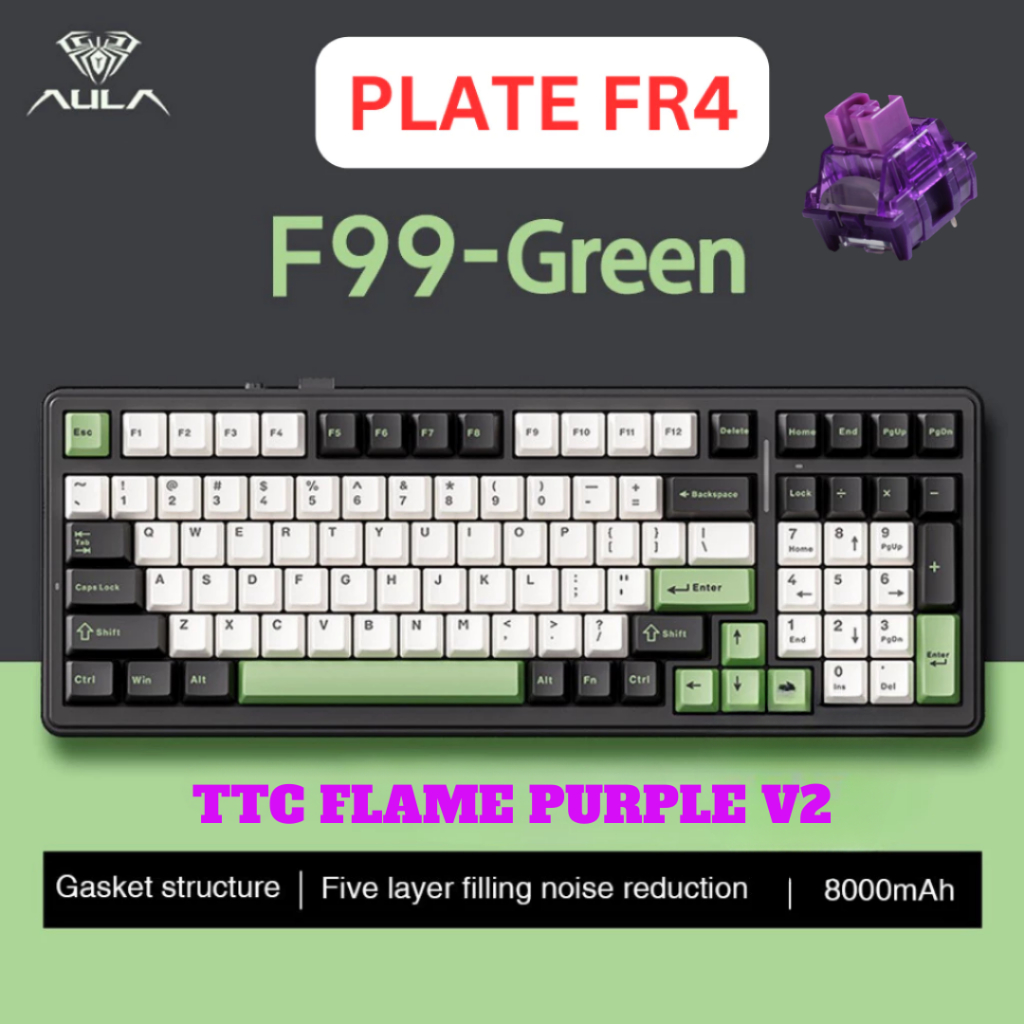 AULA
PLATE FR4
F99-Green
Esc F1 F2 F3 F4 F5 F6 F7 F8 F9 F10 F11 F12 Delete Home End PgUp PgDn
~ ! @ # $ % ^ & * ( ) — +
` 1 2 3 4 5 6 7 8 9 0 - = ← Backspace Lock ÷ × −
Tab Q W E R T Y U I O P { } |
[ ] \
7 8 ↑ 9
Home PgUp
Caps Lock A S D F G H J K L : " ← Enter
; '
4 ← 5 6 → +
⇧ Shift Z X C V B N M < > ? ⇧ Shift ↑
, . /
1 2 ↓ 3 Enter
End PgDn
Ctrl Win Alt Alt Fn Ctrl ← ↓
0 .
Ins Del
TTC FLAME PURPLE V2
Gasket structure | Five layer filling noise reduction | 8000mAh